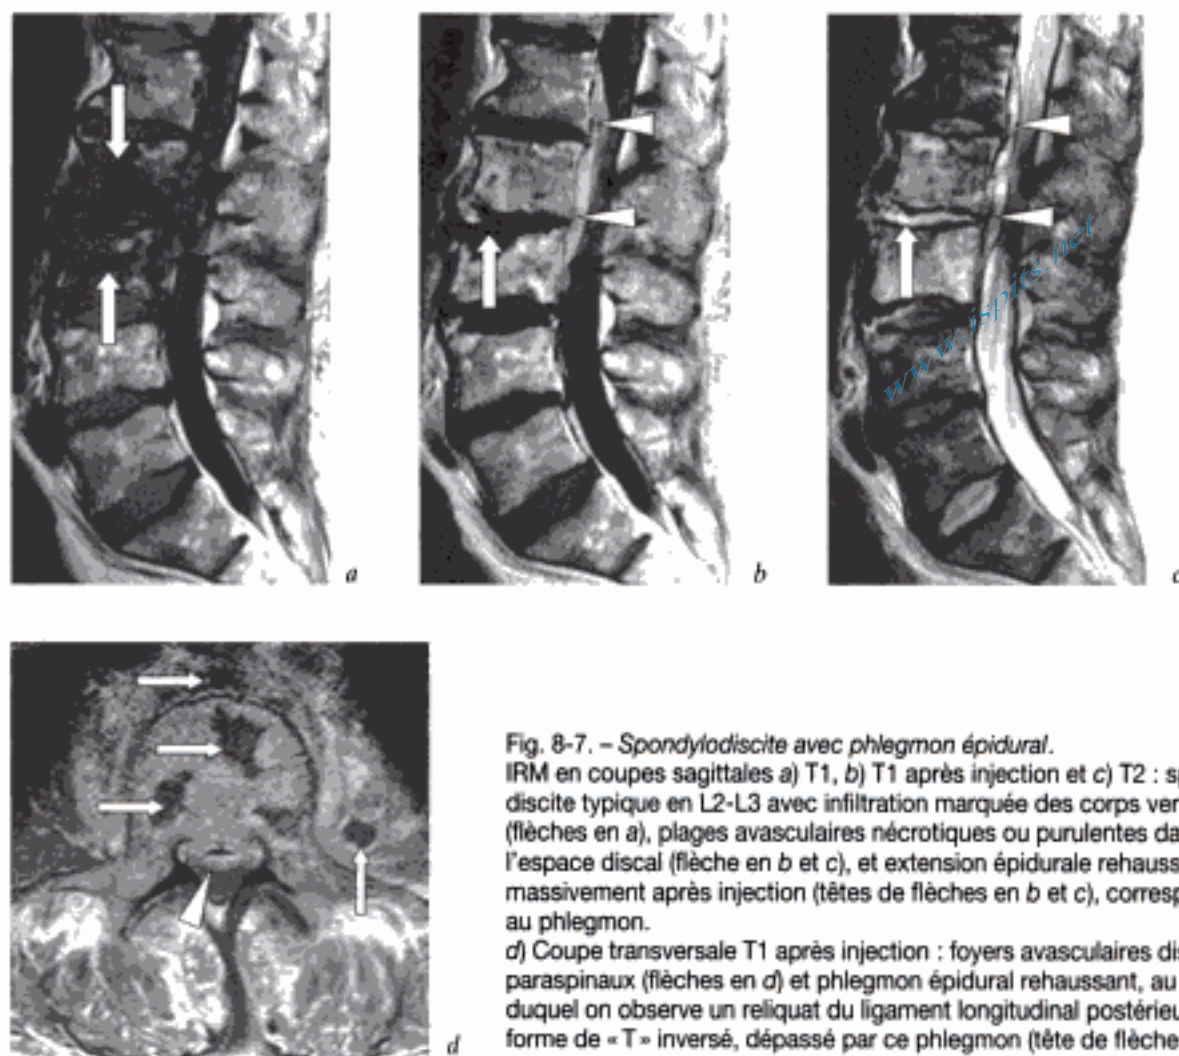 a
b
c
www.ispits.net
d
Fig. 8-7. – Spondylodiscite avec phlegmon épidural.
IRM en coupes sagittales a) T1, b) T1 après injection et c) T2 : sp
discite typique en L2-L3 avec infiltration marquée des corps ver
(flèches en a), plages avasculaires nécrotiques ou purulentes da
l'espace discal (flèche en b et c), et extension épidurale rehauss
massivement après injection (têtes de flèches en b et c), corresp
au phlegmon.
d) Coupe transversale T1 après injection : foyers avasculaires dis
paraspinaux (flèches en d) et phlegmon épidural rehaussant, au
duquel on observe un reliquat du ligament longitudinal postérieu
forme de « T » inversé, dépassé par ce phlegmon (tête de flèche